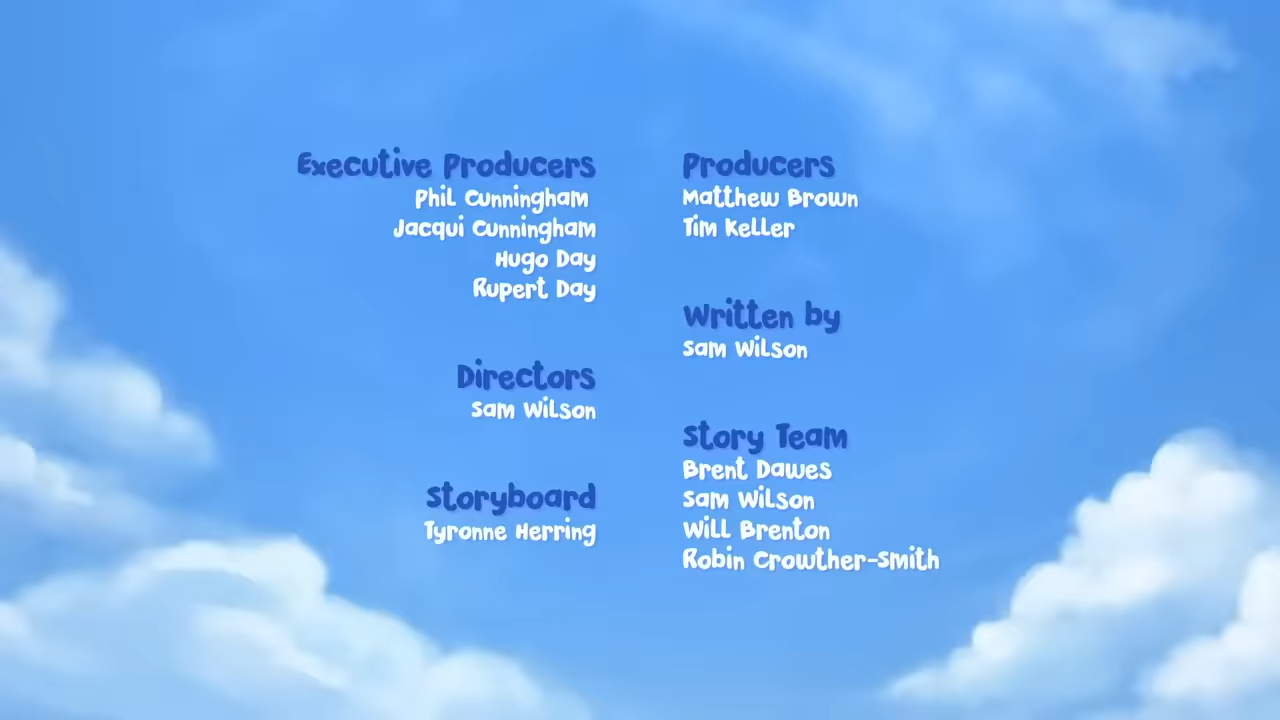 Executive Producers
Phil Cunningham
Jacqui Cunningham
Hugo Day
Rupert Day
Directors
Sam Wilson
Storyboard
Tyronne Herring
Producers
Matthew Brown
Tim Keller
Written by
Sam Wilson
Story Team
Brent Dawes
Sam Wilson
Will Brenton
Robin Crowther-Smith